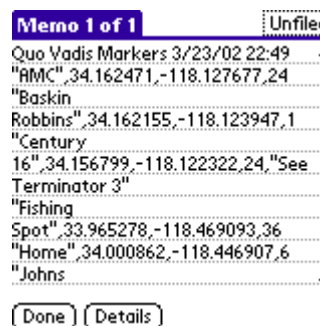 Memo 1 of 1
Unfiled
Quo Vadis Markers 3/23/02 22:49
"AMC",34.162471,-118.127677,24
"Baskin
Robbins",34.162155,-118.123947,1
"Century
16",34.156799,-118.122322,24,"See
Terminator 3"
"Fishing
Spot",33.965278,-118.469093,36
"Home",34.000862,-118.446907,6
"Johns
Done Details